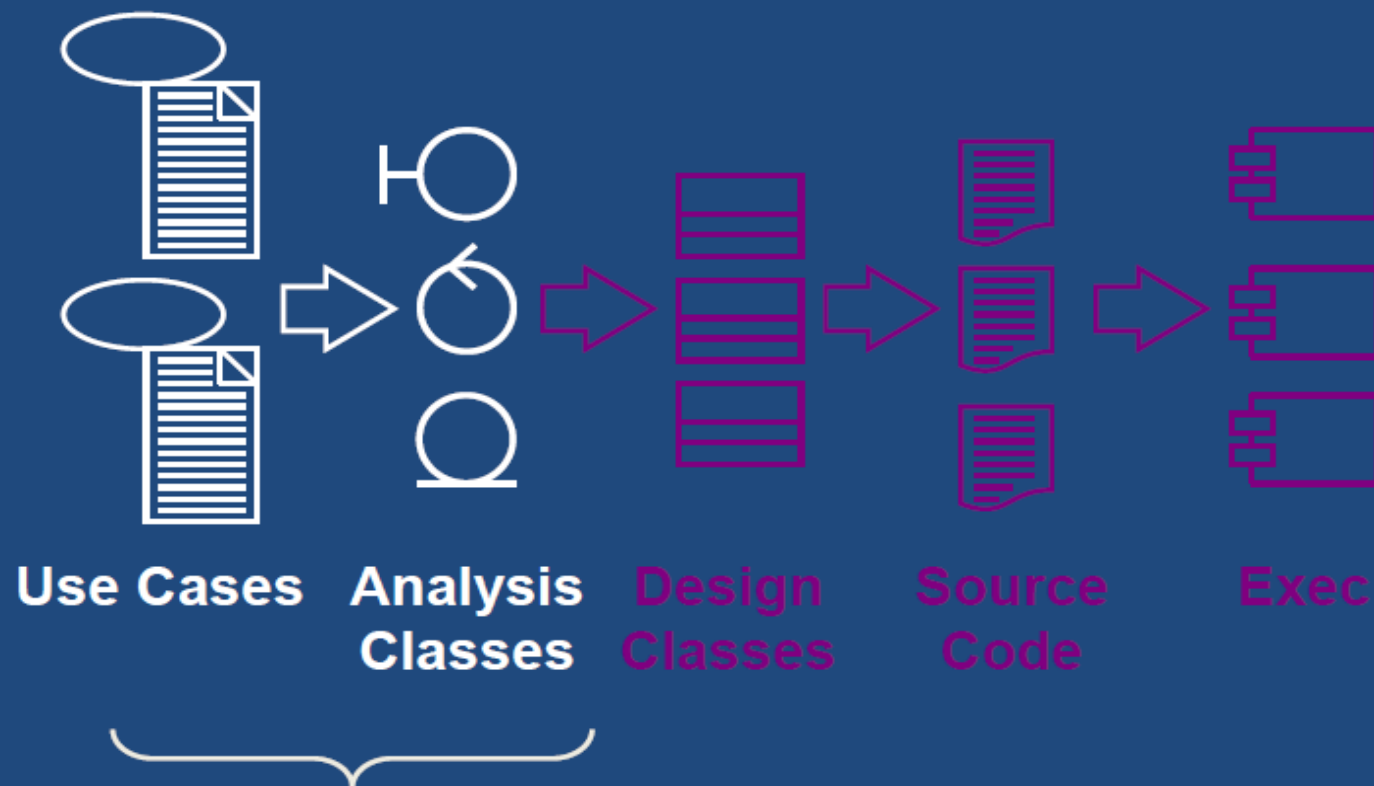 Use Cases
Analysis
Classes
Design
Classes
Source
Code
Exec